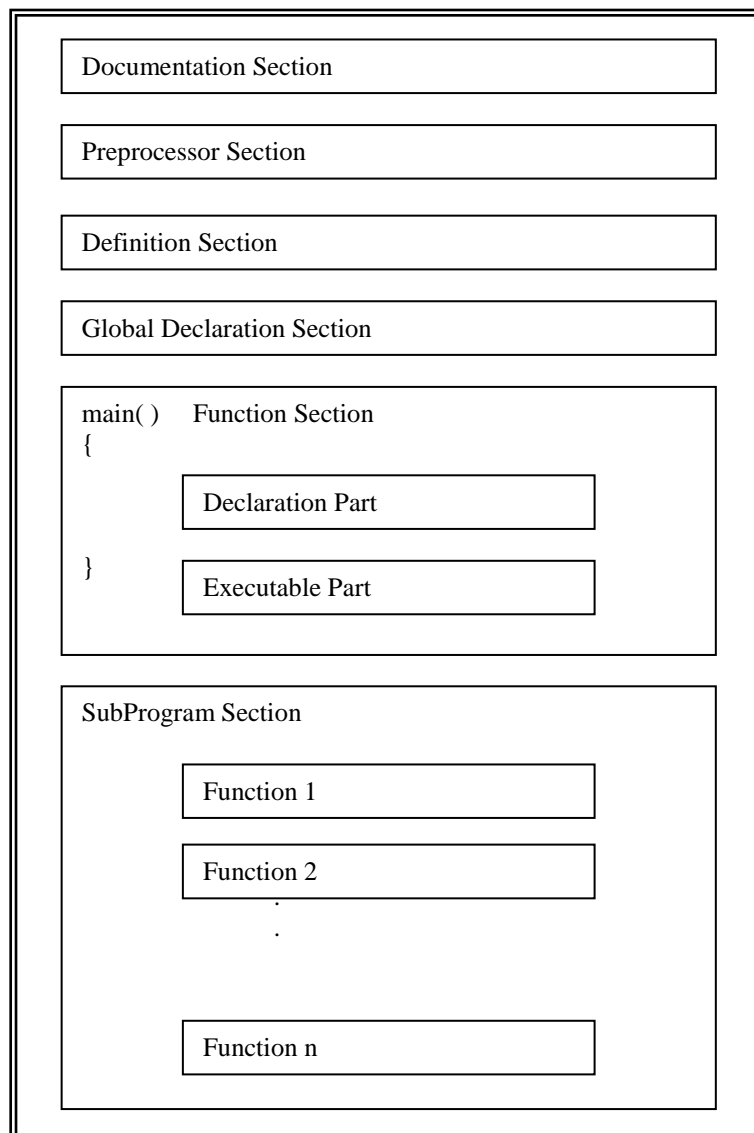 Documentation Section
Preprocessor Section
Definition Section
Global Declaration Section
main( ) Function Section
{
Declaration Part
}
Executable Part
SubProgram Section
Function 1
Function 2
.
.
Function n